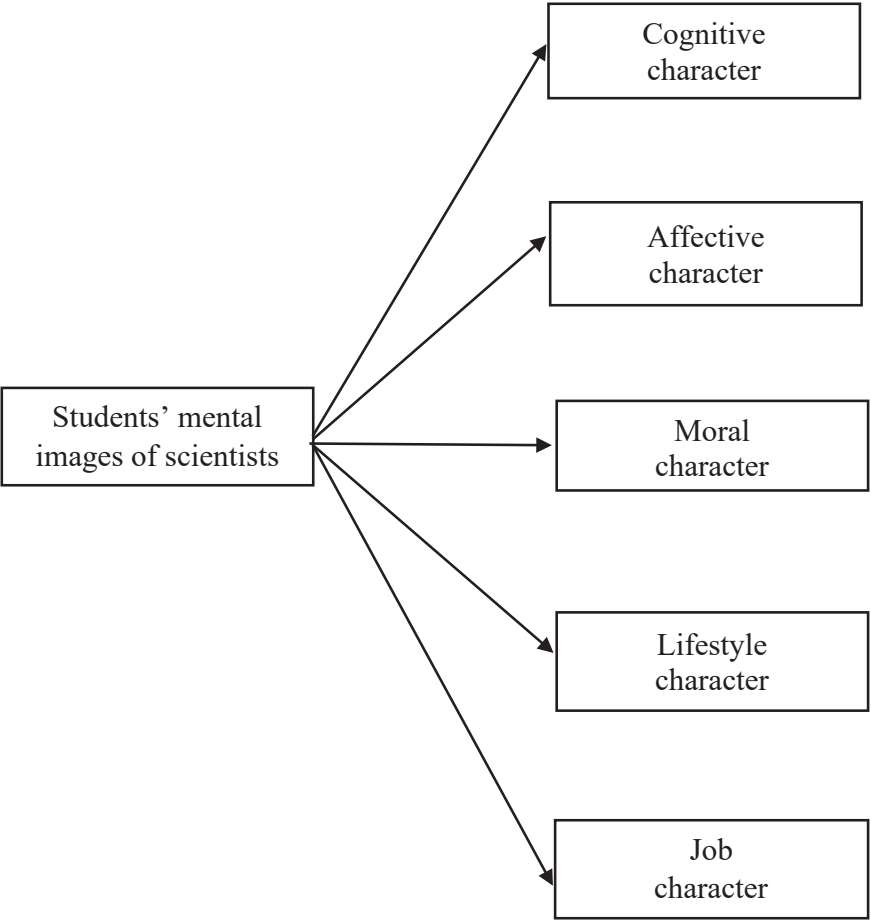 Cognitive
character
Affective
character
Students’ mental
images of scientists
Moral
character
Lifestyle
character
Job
character